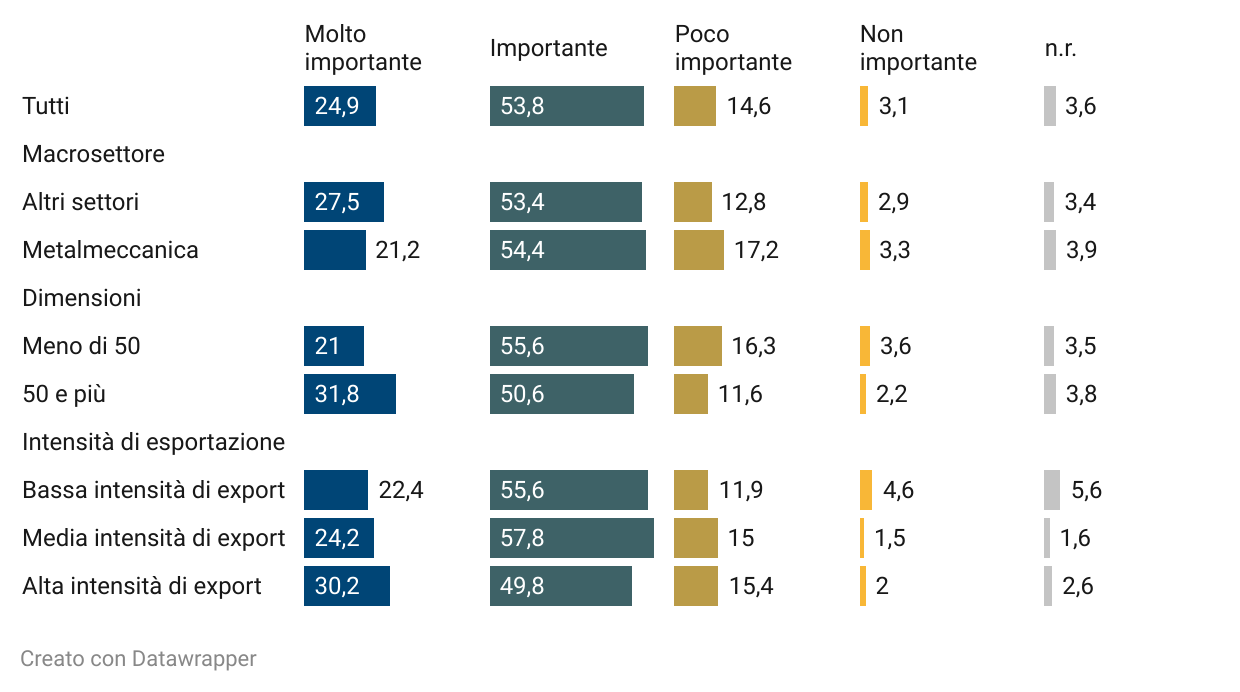 Molto importante Importante Poco importante Non importante n.r.
Tutti 24,9 53,8 14,6 3,1 3,6
Macrosettore
Altri settori 27,5 53,4 12,8 2,9 3,4
Metalmeccanica 21,2 54,4 17,2 3,3 3,9
Dimensioni
Meno di 50 21 55,6 16,3 3,6 3,5
50 e più 31,8 50,6 11,6 2,2 3,8
Intensità di esportazione
Bassa intensità di export 22,4 55,6 11,9 4,6 5,6
Media intensità di export 24,2 57,8 15 1,5 1,6
Alta intensità di export 30,2 49,8 15,4 2 2,6
Creato con Datawrapper